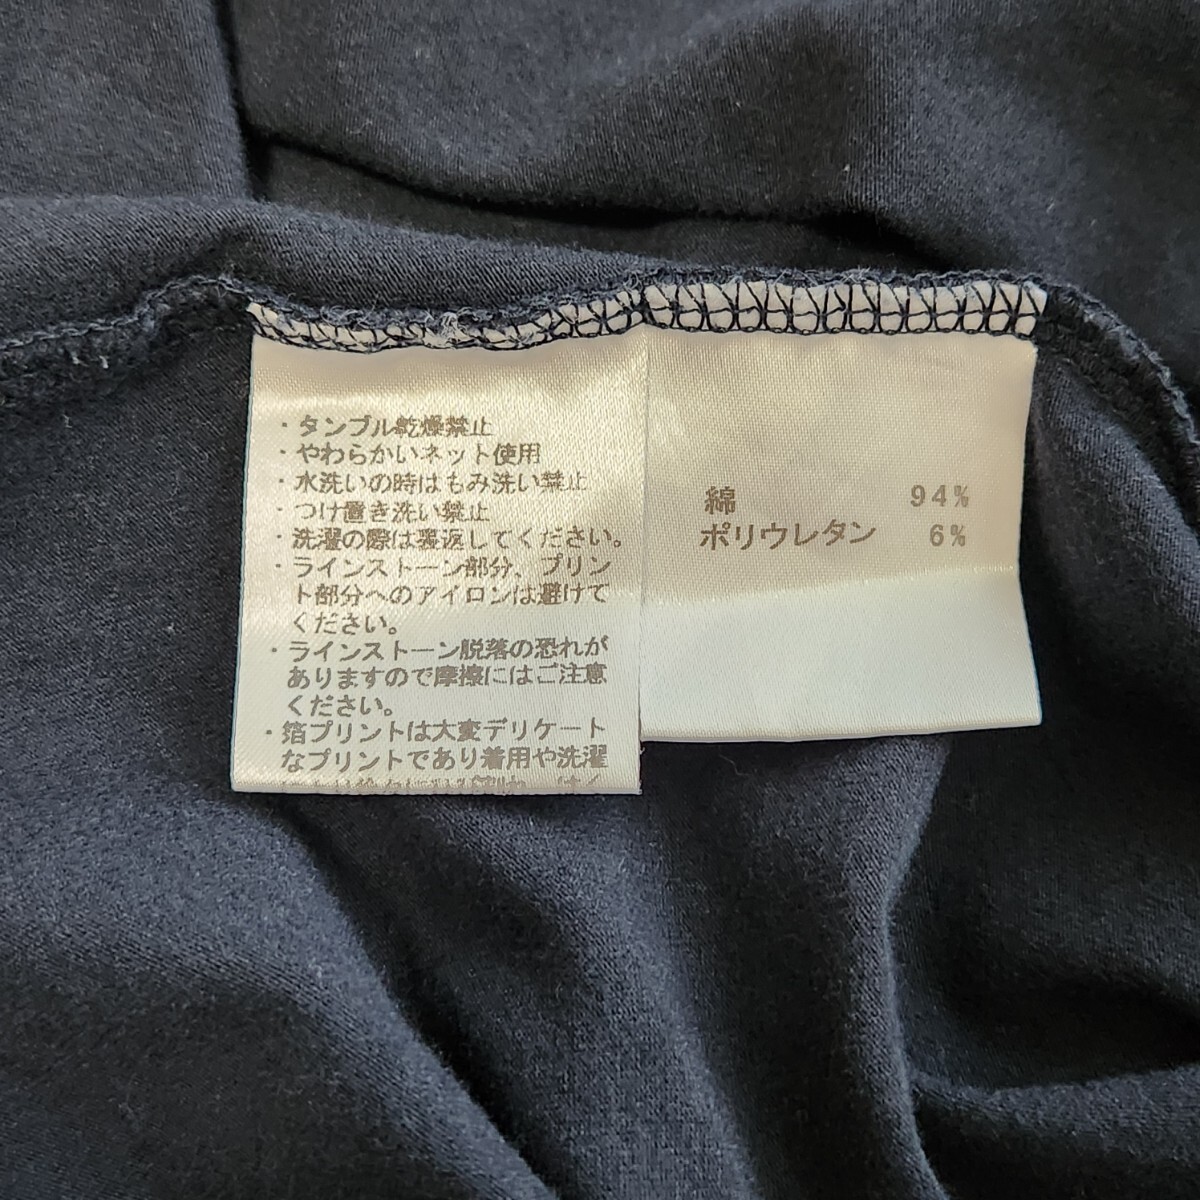 ・タンブル乾燥禁止
・やわらかいネット使用
・水洗いの時はもみ洗い禁止
・つけ置き洗い禁止
・洗濯の際は裏返してください。
・ラインストーン部分、プリン
ト部分へのアイロンは避けて
ください。
・ラインストーン脱落の恐れが
ありますので摩擦にはご注意
ください。
・箔プリントは大変デリケート
なプリントであり着用や洗濯
綿 94%
ポリウレタン 6%